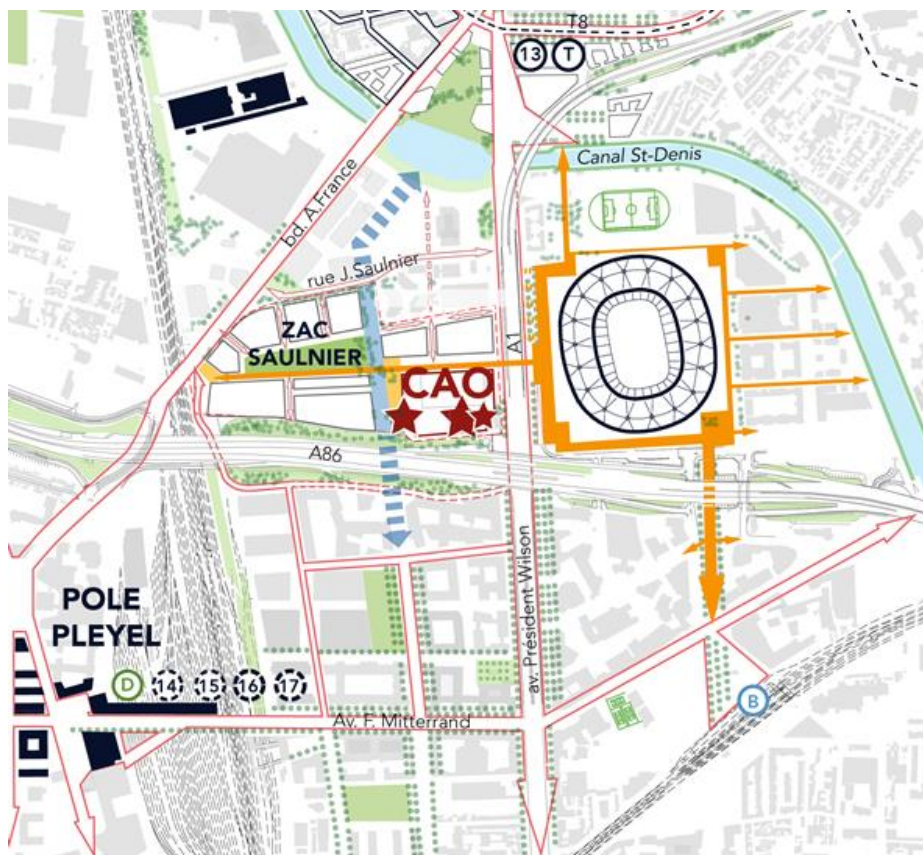 T8
13 T
Canal St-Denis
bd. A.France
rue J.Saulnier
ZAC
SAULNIER
A1
CAO
A86
av. Président Wilson
POLE
PLEYEL
D 14 15 16 17
Av. F. Mitterrand
B